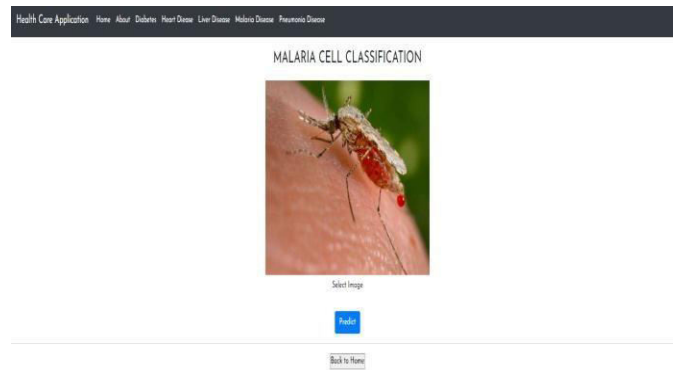 Health Care Application Home About Diabetes Heart Diease Liver Disease Malaria Disease Pneumonia Disease
MALARIA CELL CLASSIFICATION
Select Image
Predict
Back to Home